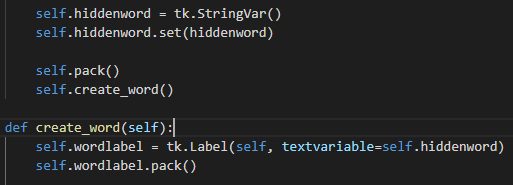 self.hiddenword = tk.StringVar()
self.hiddenword.set(hiddenword)
self.pack()
self.create_word()
def create_word(self):
self.wordlabel = tk.Label(self, textvariable=self.hiddenword)
self.wordlabel.pack()